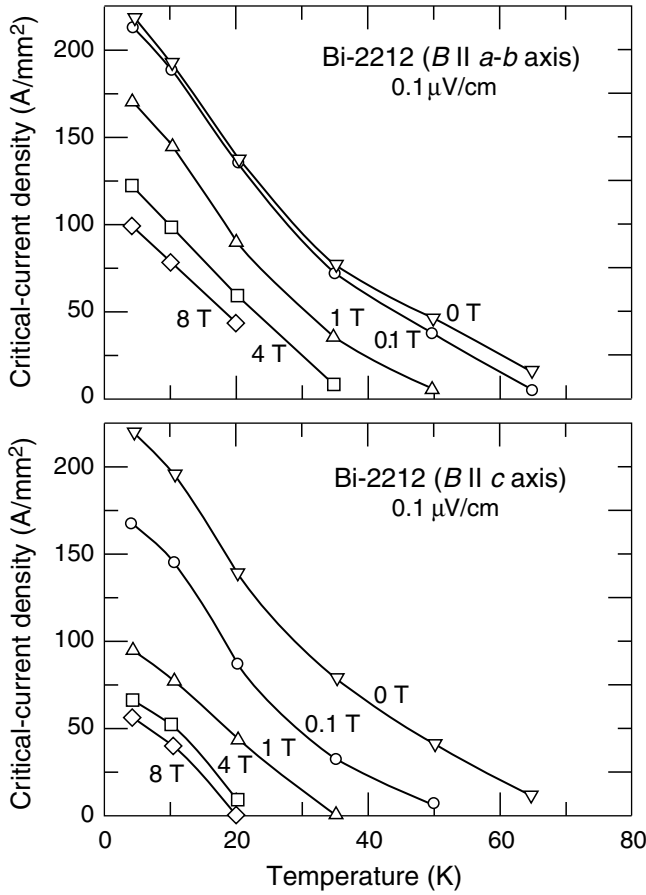 Critical-current density (A/mm²)
200
150
100
50
0
Bi-2212 (B II a-b axis)
0.1 μV/cm
0 T
0.1 T
1 T
4 T
8 T
Critical-current density (A/mm²)
200
150
100
50
0
Bi-2212 (B II c axis)
0.1 μV/cm
0 T
0.1 T
1 T
4 T
8 T
0 20 40 60 80
Temperature (K)